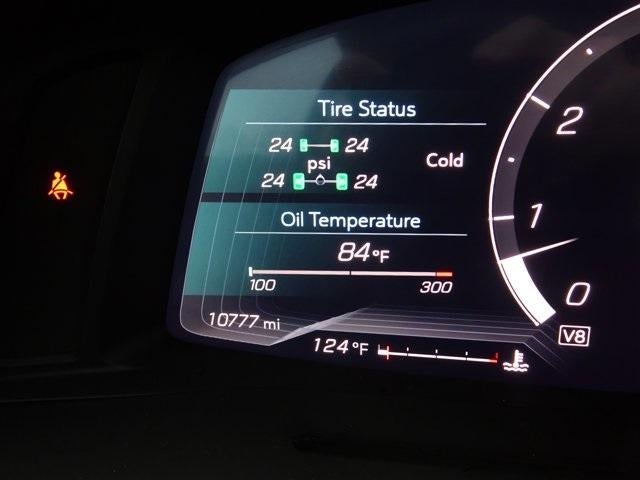 Tire Status
24 24
psi
Cold
24 24
Oil Temperature
84°F
100 300
10777 mi
124°F
2
1
0
V8